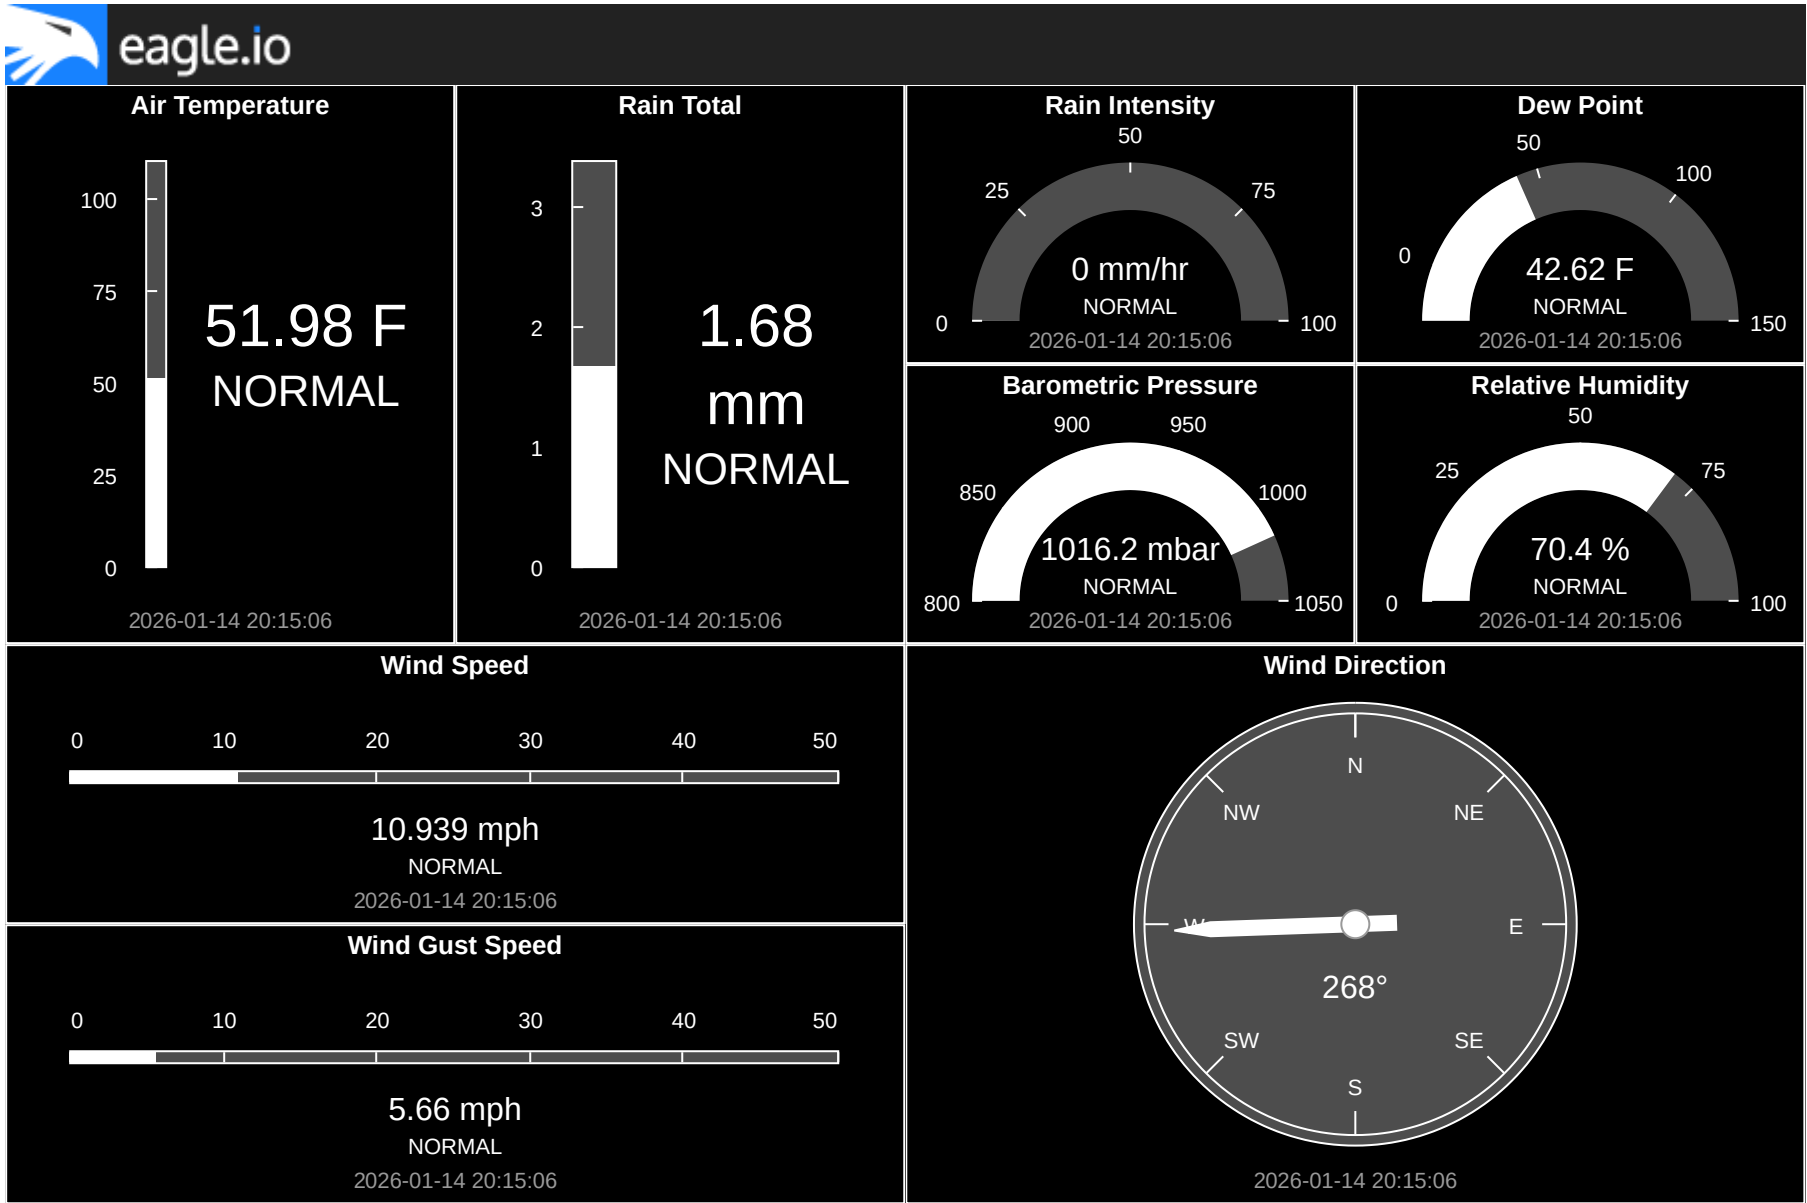 eagle.io
Air Temperature
100
75
50
25
0
51.98 F
NORMAL
2026-01-14 20:15:06
Rain Total
3
2
1
0
1.68
mm
NORMAL
2026-01-14 20:15:06
Rain Intensity
0
25
50
75
100
0 mm/hr
NORMAL
2026-01-14 20:15:06
Dew Point
0
50
100
150
42.62 F
NORMAL
2026-01-14 20:15:06
Barometric Pressure
800
850
900
950
1000
1050
1016.2 mbar
NORMAL
2026-01-14 20:15:06
Relative Humidity
0
25
50
75
100
70.4 %
NORMAL
2026-01-14 20:15:06
Wind Speed
0 10 20 30 40 50
10.939 mph
NORMAL
2026-01-14 20:15:06
Wind Gust Speed
0 10 20 30 40 50
5.66 mph
NORMAL
2026-01-14 20:15:06
Wind Direction
N
NW NE
W E
268°
SW SE
S
2026-01-14 20:15:06